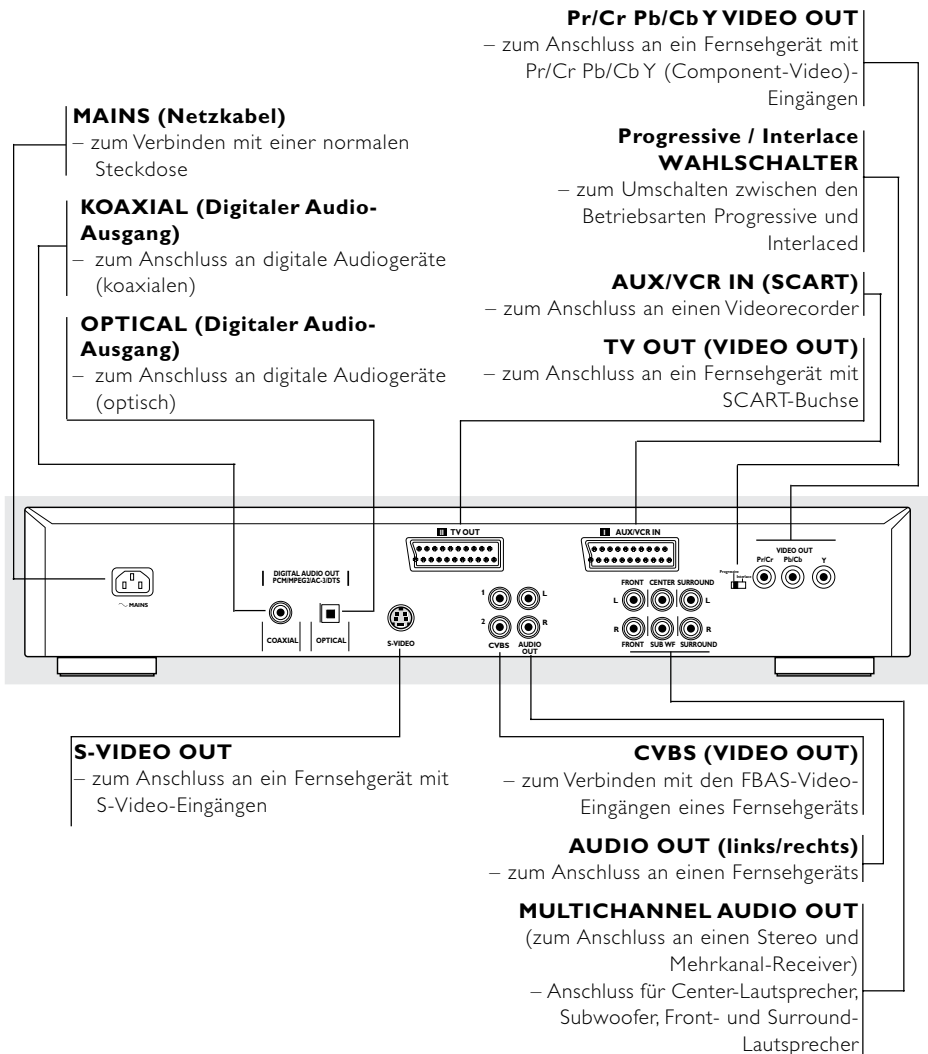 Pr/Cr Pb/Cb Y VIDEO OUT
– zum Anschluss an ein Fernsehgerät mit
Pr/Cr Pb/Cb Y (Component-Video)-
Eingängen
MAINS (Netzkabel)
– zum Verbinden mit einer normalen
Steckdose
Progressive / Interlace
WAHLSCHALTER
– zum Umschalten zwischen den
Betriebsarten Progressive und
Interlaced
KOAXIAL (Digitaler Audio-
Ausgang)
– zum Anschluss an digitale Audiogeräte
(koaxialen)
AUX/VCR IN (SCART)
– zum Anschluss an einen Videorecorder
OPTICAL (Digitaler Audio-
Ausgang)
– zum Anschluss an digitale Audiogeräte
(optisch)
TV OUT (VIDEO OUT)
– zum Anschluss an ein Fernsehgerät mit
SCART-Buchse
II TV OUT
I AUX/VCR IN
VIDEO OUT
Pr/Cr Pb/Cb Y
Progressive
Interlace
DIGITAL AUDIO OUT
PCM/MPEG2/AC-3/DTS
FRONT CENTER SURROUND
1 L
L L
~ MAINS
2 R
R R
COAXIAL OPTICAL
S-VIDEO
CVBS AUDIO
OUT
FRONT SUB WF SURROUND
S-VIDEO OUT
– zum Anschluss an ein Fernsehgerät mit
S-Video-Eingängen
CVBS (VIDEO OUT)
– zum Verbinden mit den FBAS-Video-
Eingängen eines Fernsehgeräts
AUDIO OUT (links/rechts)
– zum Anschluss an einen Fernsehgeräts
MULTICHANNEL AUDIO OUT
(zum Anschluss an einen Stereo und
Mehrkanal-Receiver)
– Anschluss für Center-Lautsprecher,
Subwoofer, Front- und Surround-
Lautsprecher